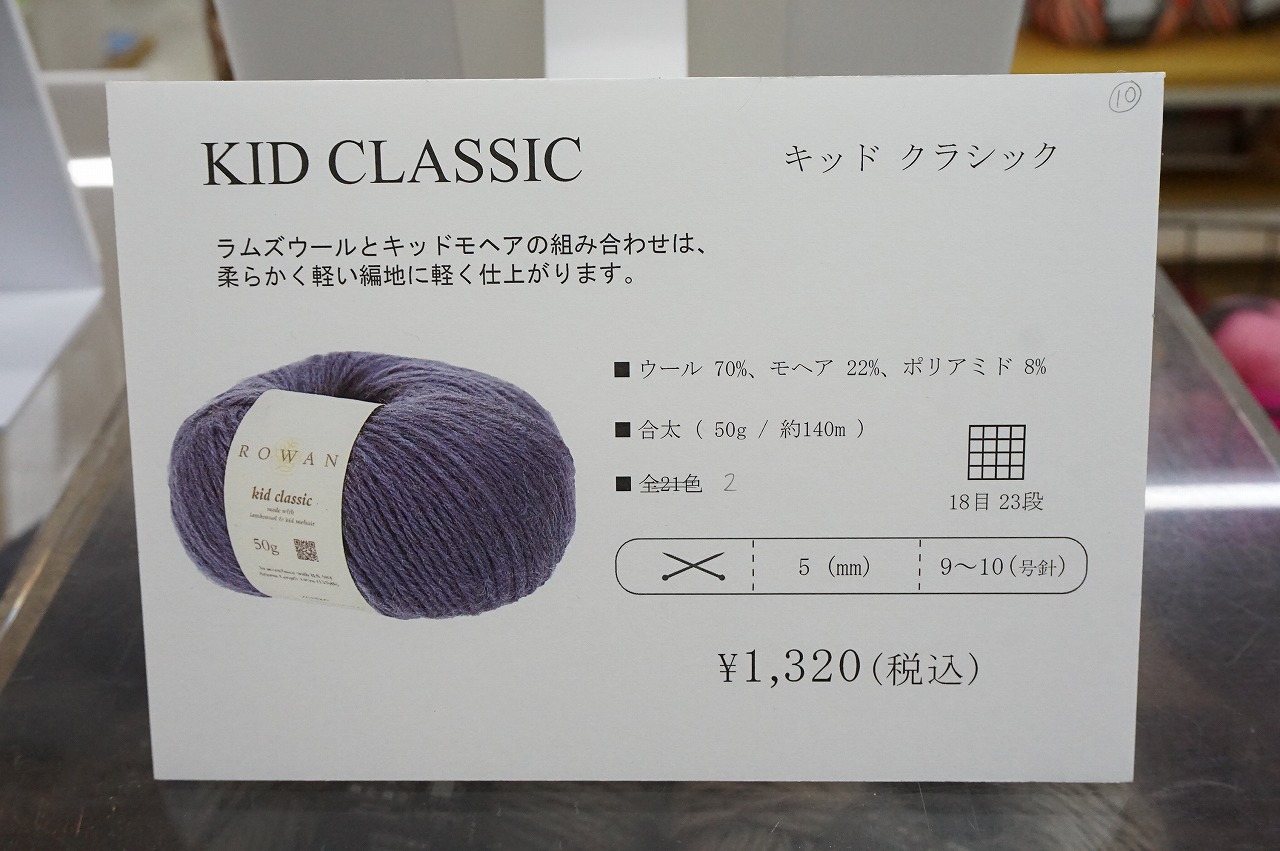 ⑩
KID CLASSIC
キッド クラシック
ラムズウールとキッドモヘアの組み合わせは、
柔らかく軽い編地に軽く仕上がります。
■ ウール 70%、モヘア 22%、ポリアミド 8%
■ 合太 ( 50g / 約140m )
■ 全21色 2
18目 23段
5 (mm)
9～10(号針)
¥1,320(税込)
ROWAN
kid classic
made with
lambswool & kid mohair
50g